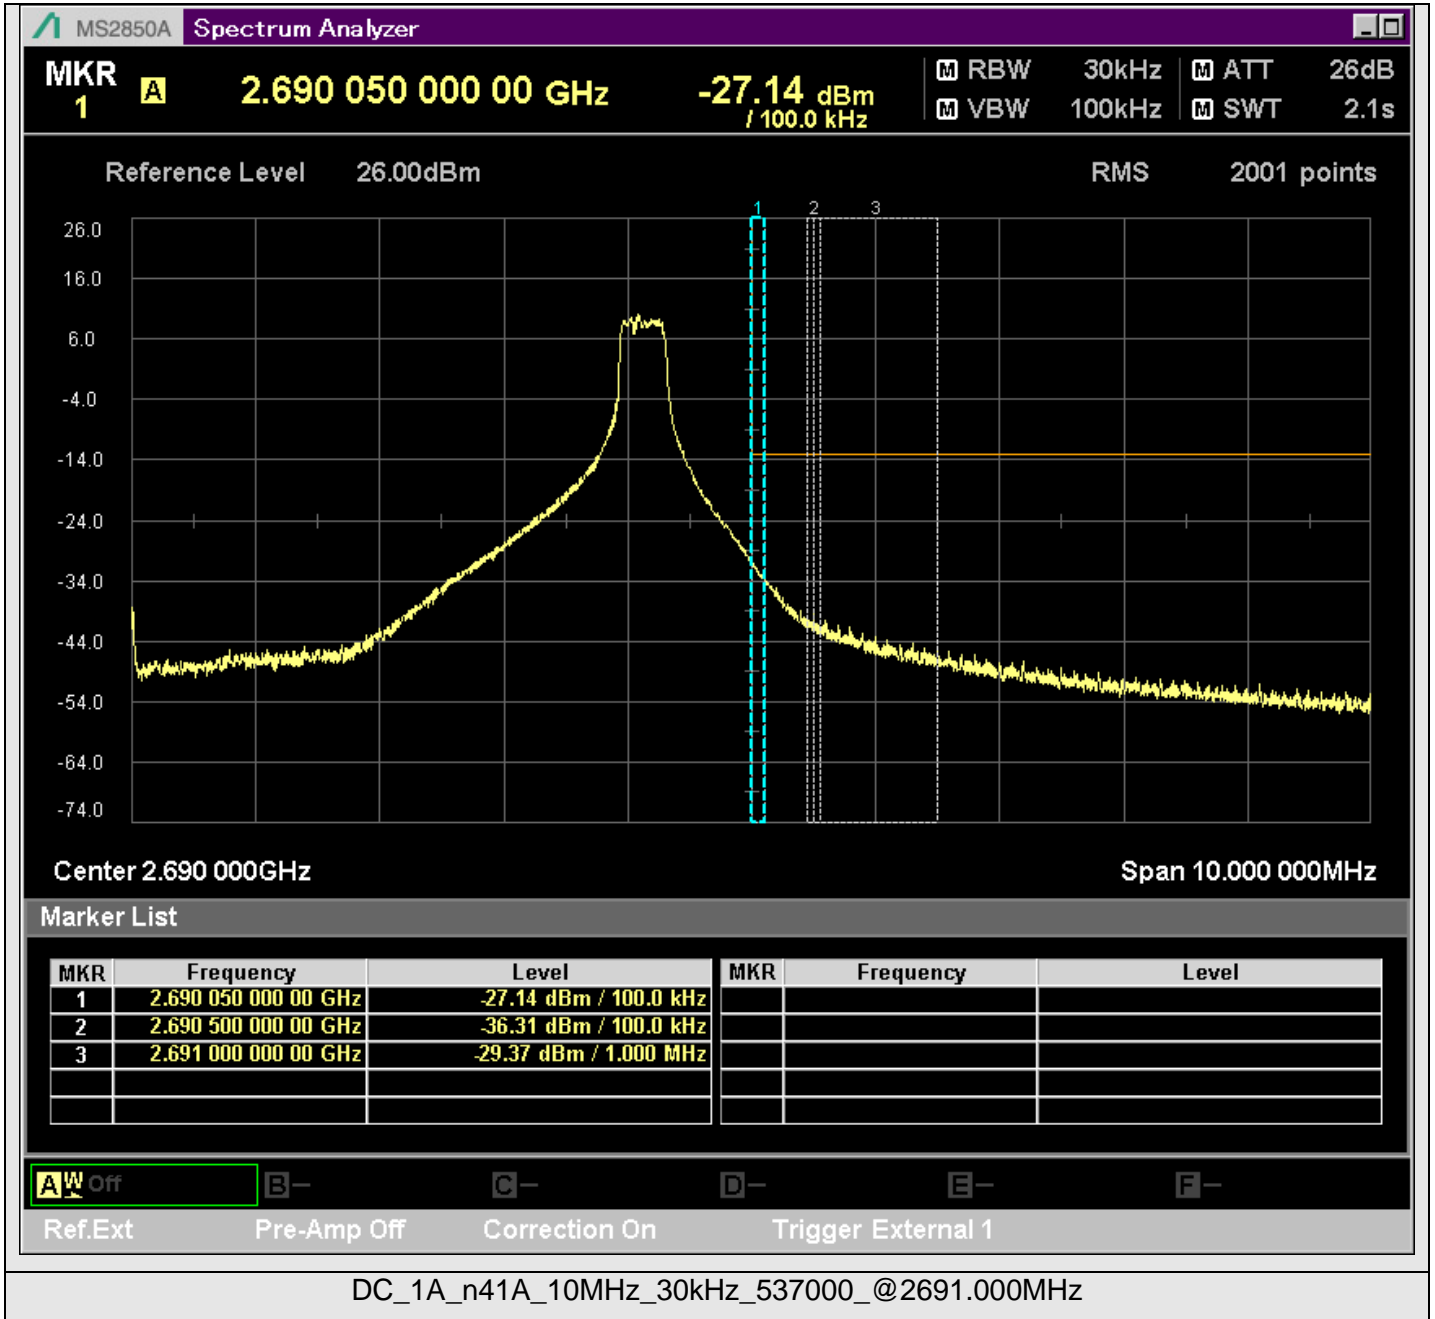 MS2850A Spectrum Analyzer
MKR 1 A 2.690 050 000 00 GHz -27.14 dBm / 100.0 kHz
M RBW 30kHz M ATT 26dB
M VBW 100kHz M SWT 2.1s
Reference Level 26.00dBm RMS 2001 points
1 2 3
26.0
16.0
6.0
-4.0
-14.0
-24.0
-34.0
-44.0
-54.0
-64.0
-74.0
Center 2.690 000GHz Span 10.000 000MHz
Marker List
MKR Frequency Level MKR Frequency Level
1 2.690 050 000 00 GHz -27.14 dBm / 100.0 kHz
2 2.690 500 000 00 GHz -36.31 dBm / 100.0 kHz
3 2.691 000 000 00 GHz -29.37 dBm / 1.000 MHz
A W Off B– C– D– E– F–
Ref.Ext Pre-Amp Off Correction On Trigger External 1
DC_1A_n41A_10MHz_30kHz_537000_@2691.000MHz